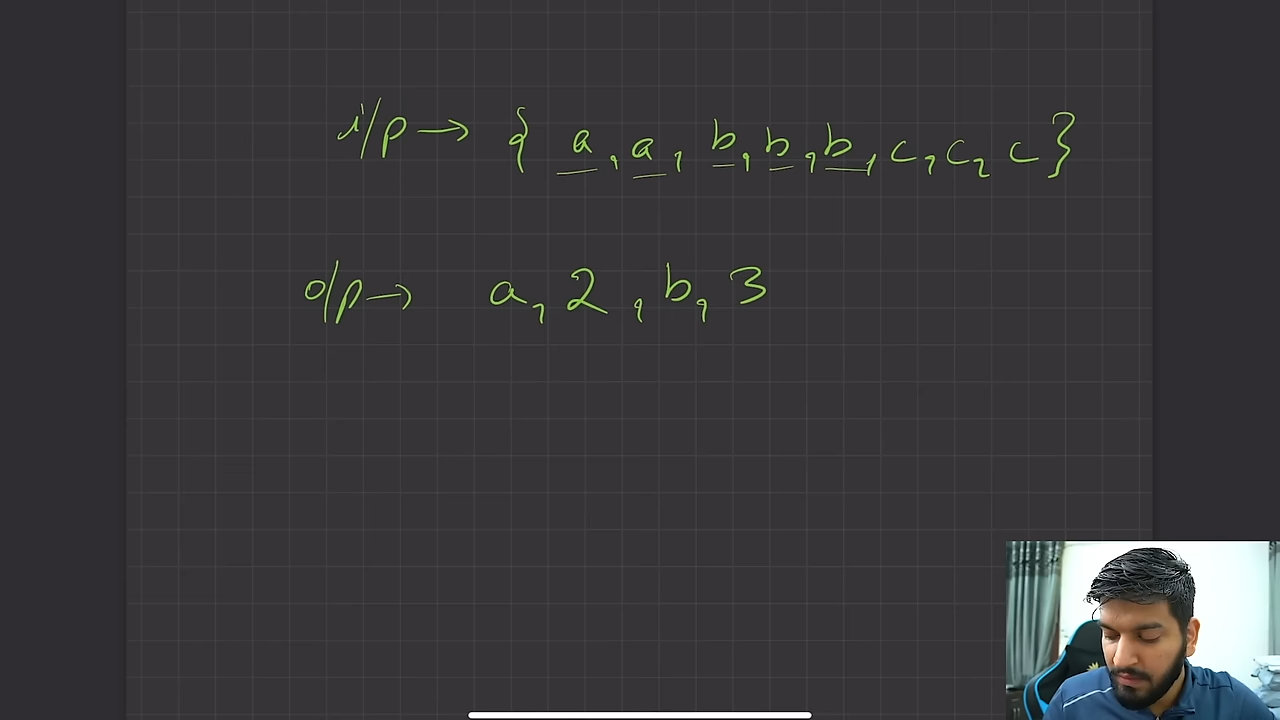 i/p → { a, a, b, b, b, c, c, c }
o/p → a, 2, b, 3